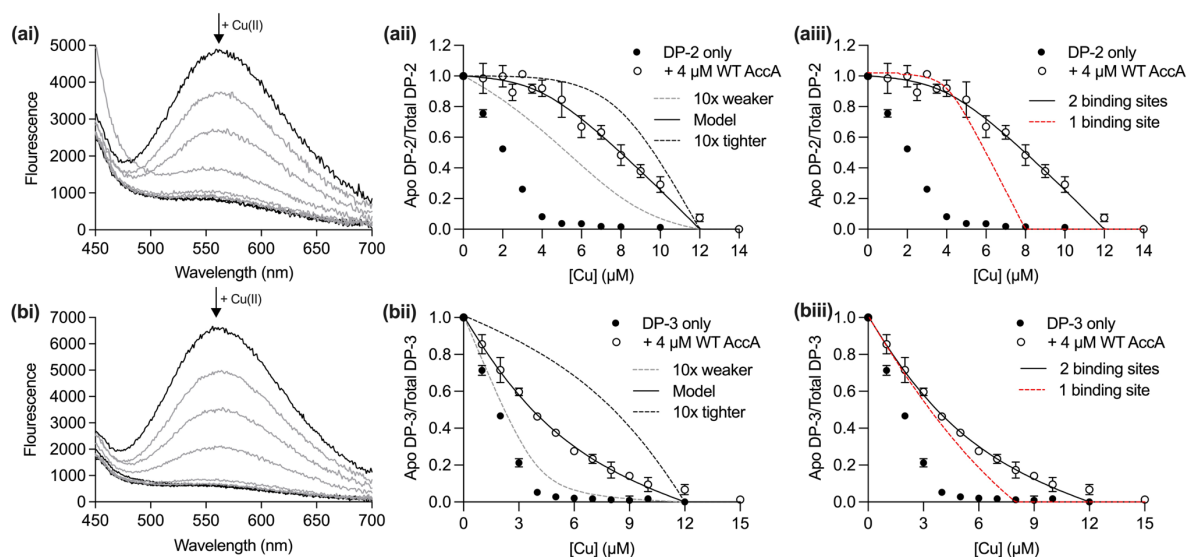 (ai)
+ Cu(II)
5000
4000
3000
2000
1000
0
Flourescence
450 500 550 600 650 700
Wavelength (nm)
(aii)
1.2
1.0
0.8
0.6
0.4
0.2
0.0
Apo DP-2/Total DP-2
DP-2 only
+ 4 µM WT AccA
10x weaker
Model
10x tighter
0 2 4 6 8 10 12 14
[Cu] (µM)
(aiii)
1.2
1.0
0.8
0.6
0.4
0.2
0.0
Apo DP-2/Total DP-2
DP-2 only
+ 4 µM WT AccA
2 binding sites
1 binding site
0 2 4 6 8 10 12 14
[Cu] (µM)
(bi)
+ Cu(II)
7000
6000
5000
4000
3000
2000
1000
0
Flourescence
450 500 550 600 650 700
Wavelength (nm)
(bii)
1.0
0.8
0.6
0.4
0.2
0.0
Apo DP-3/Total DP-3
DP-3 only
+ 4 µM WT AccA
10x weaker
Model
10x tighter
0 3 6 9 12 15
[Cu] (µM)
(biii)
1.0
0.8
0.6
0.4
0.2
0.0
Apo DP-3/Total DP-3
DP-3 only
+ 4 µM WT AccA
2 binding sites
1 binding site
0 3 6 9 12 15
[Cu] (µM)